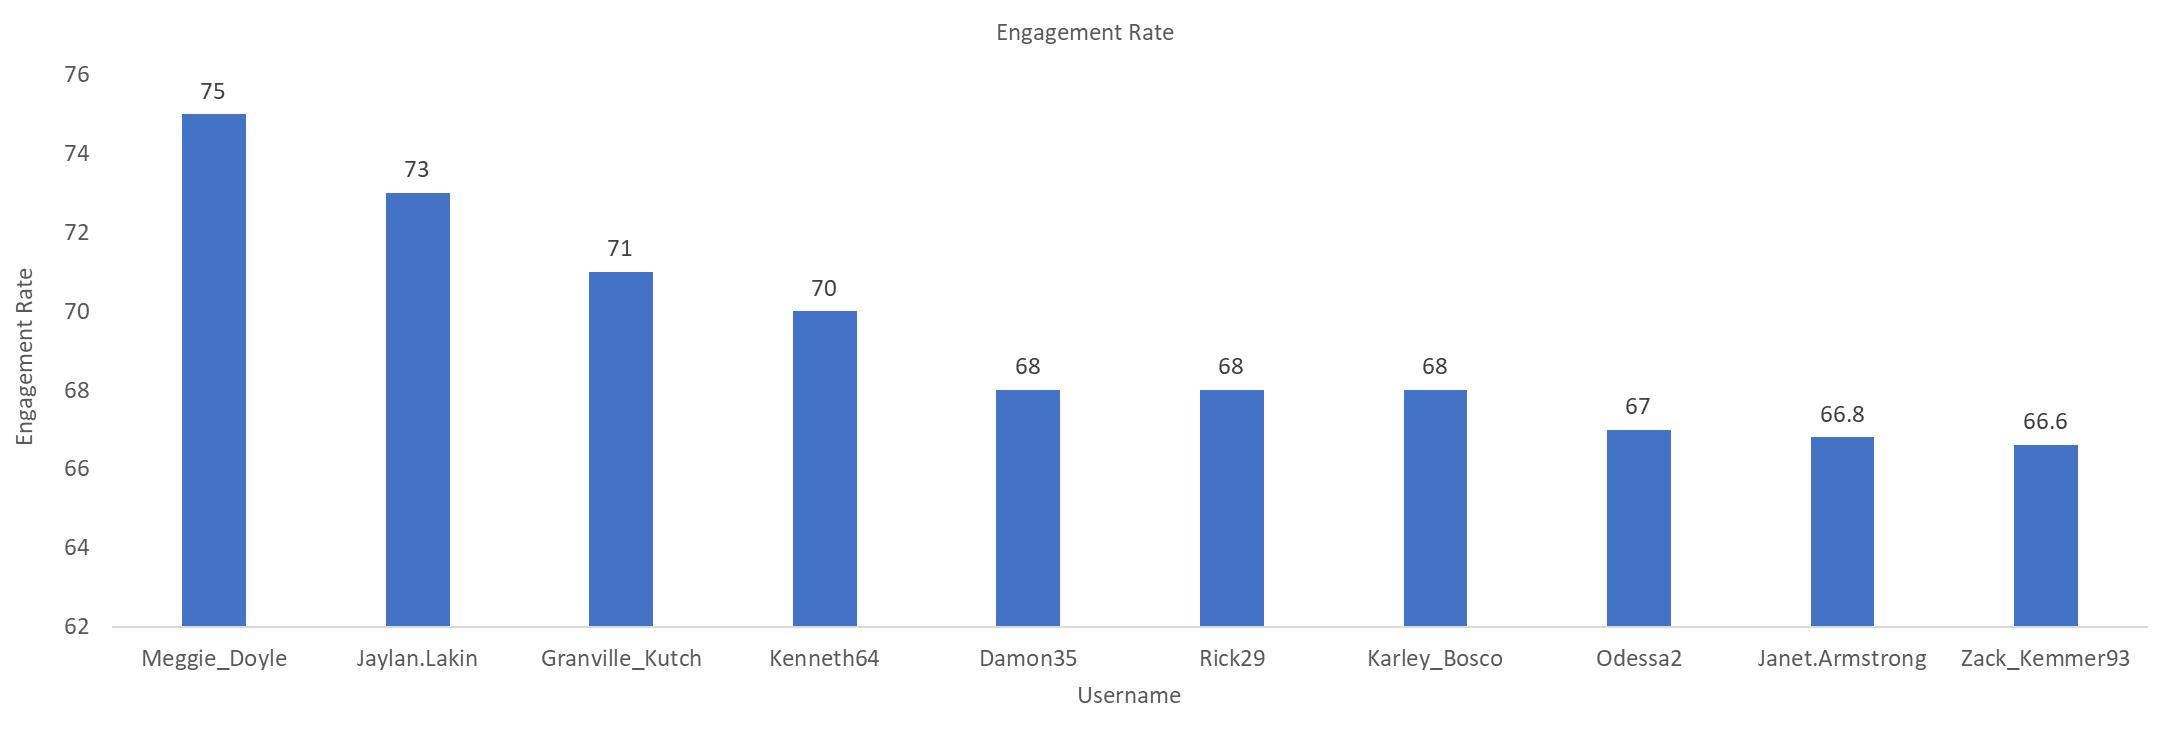 Engagement Rate
76
74
72
70
68
66
64
62
Engagement Rate
75
73
71
70
68
68
68
67
66.8
66.6
Meggie_Doyle
Jaylan.Lakin
Granville_Kutch
Kenneth64
Damon35
Rick29
Karley_Bosco
Odessa2
Janet.Armstrong
Zack_Kemmer93
Username